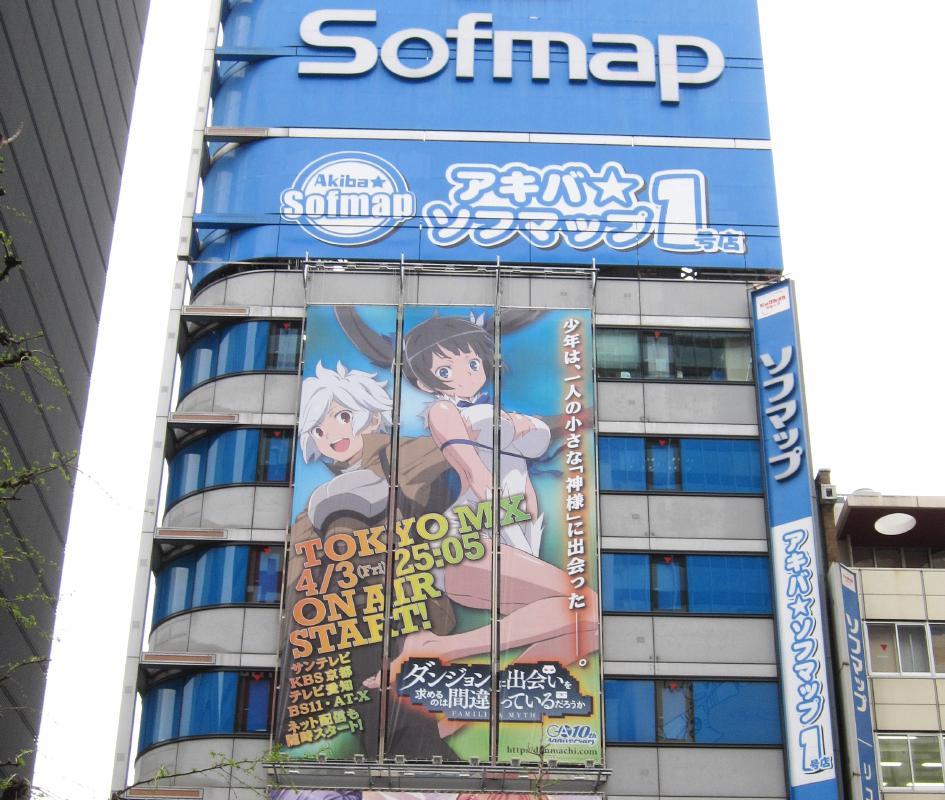 Sofmap
Akiba★
Sofmap
アキバ★
ソフマップ1
号店
ソフマップ
アキバ★ソフマップ1
号店
少年は、一人の小さな「神様」に出会った――。
TOKYO MX
4/3(Fri) 25:05
ON AIR
START!
サンテレビ
KBS京都
テレビ愛知
BS11・AT-X
ネット配信も
随時スタート!
ダンジョンに出会いを
求めるのは間違っているだろうか
FAMILIA MYTH
GA10th
ANNIVERSARY
http://danmachi.com
ソフマップ